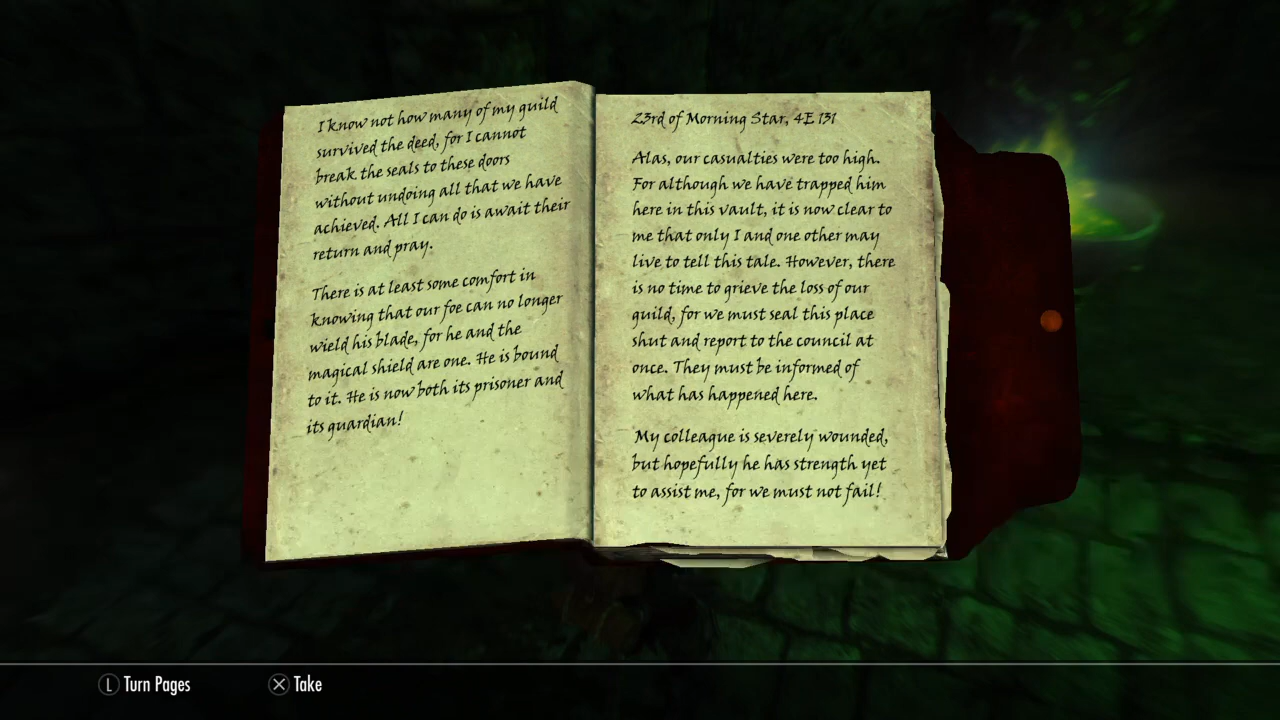 I know not how many of my guild
survived the deed, for I cannot
break the seals to these doors
without undoing all that we have
achieved. All I can do is await their
return and pray.
There is at least some comfort in
knowing that our foe can no longer
wield his blade, for he and the
magical shield are one. He is bound
to it. He is now both its prisoner and
its guardian!
23rd of Morning Star, 4E 131
Alas, our casualties were too high.
For although we have trapped him
here in this vault, it is now clear to
me that only I and one other may
live to tell this tale. However, there
is no time to grieve the loss of our
guild, for we must seal this place
shut and report to the council at
once. They must be informed of
what has happened here.
My colleague is severely wounded,
but hopefully he has strength yet
to assist me, for we must not fail!
L Turn Pages
X Take